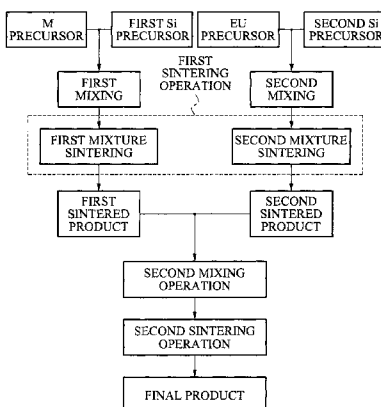 M
PRECURSOR
FIRST Si
PRECURSOR
EU
PRECURSOR
SECOND Si
PRECURSOR
FIRST
SINTERING
OPERATION
FIRST
MIXING
SECOND
MIXING
FIRST MIXTURE
SINTERING
SECOND MIXTURE
SINTERING
FIRST
SINTERED
PRODUCT
SECOND
SINTERED
PRODUCT
SECOND MIXING
OPERATION
SECOND SINTERING
OPERATION
FINAL PRODUCT